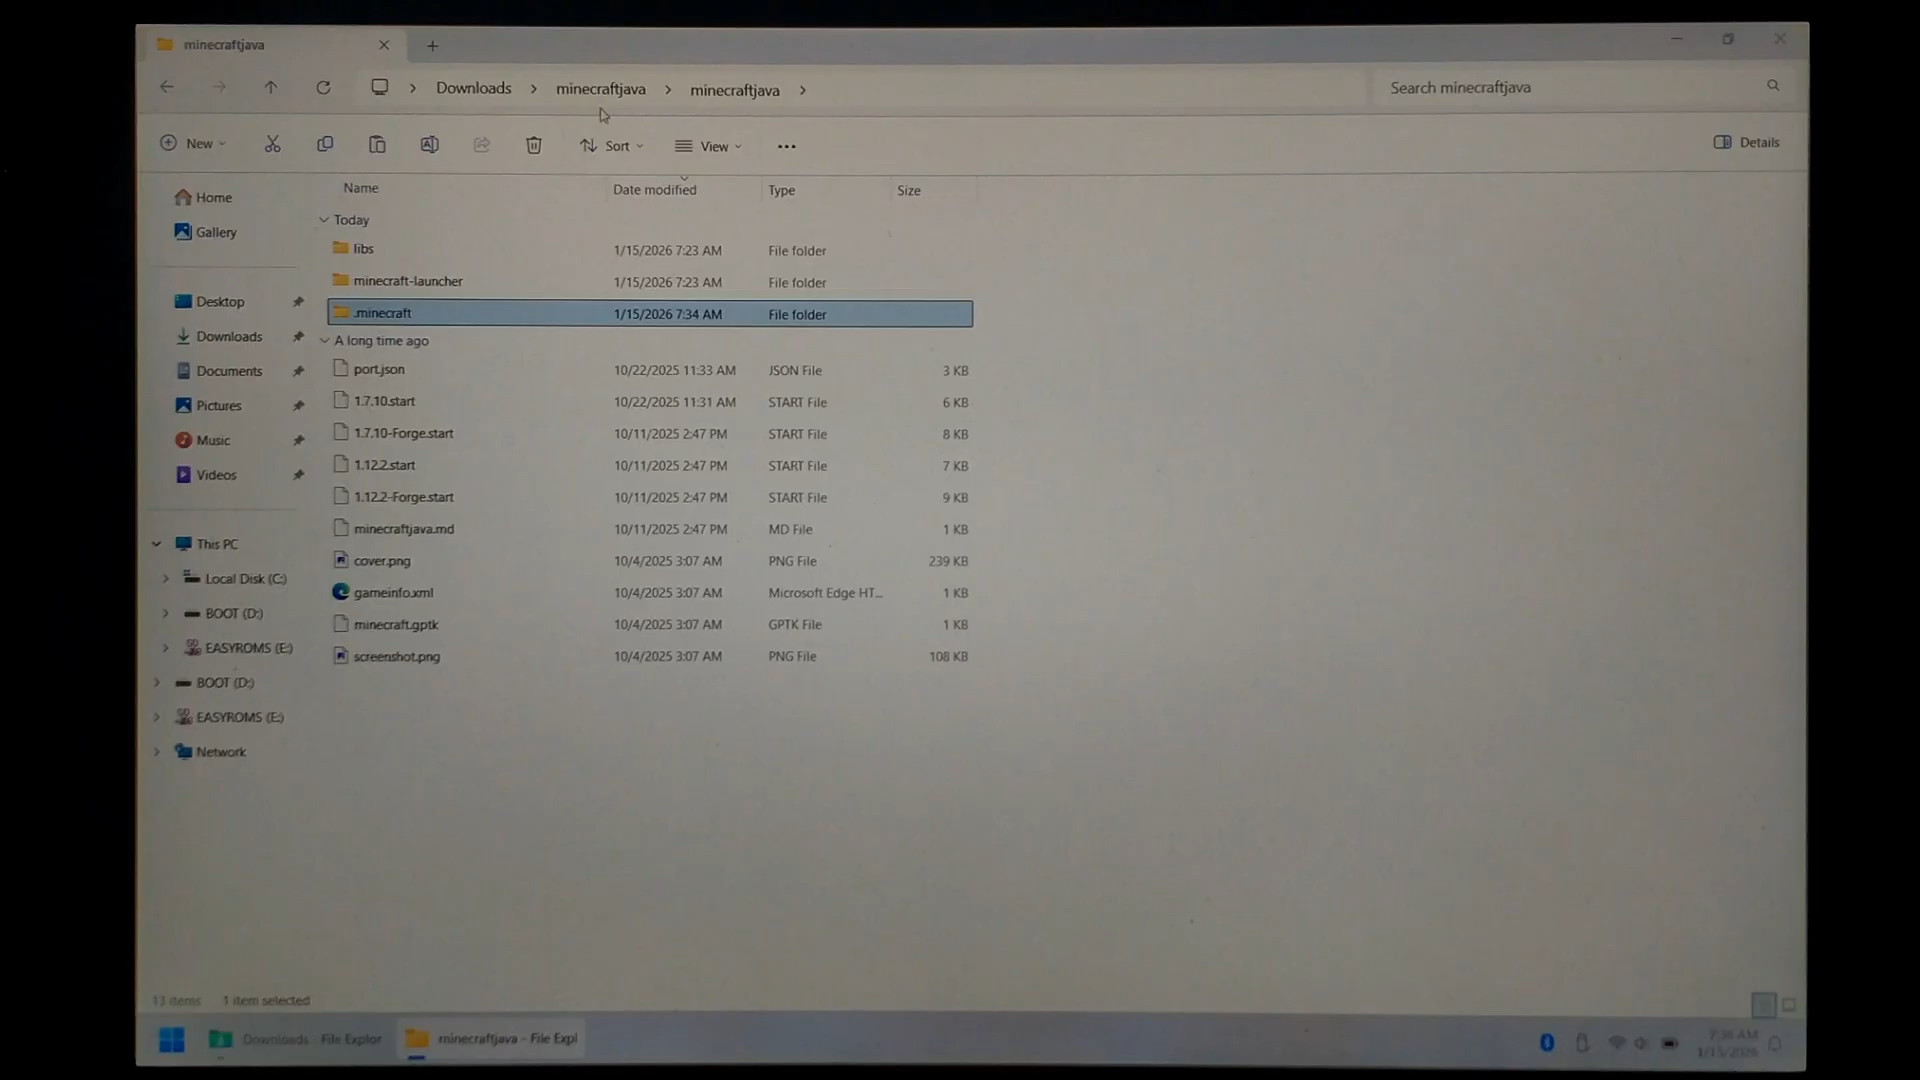 minecraftjava
Downloads > minecraftjava > minecraftjava >
Search minecraftjava
New
Sort
View
Details
Name Date modified Type Size
Home
Gallery
Desktop
Downloads
Documents
Pictures
Music
Videos
This PC
Local Disk (C:)
BOOT (D:)
EASYROMS (E:)
BOOT (D:)
EASYROMS (E:)
Network
Today
libs 1/15/2026 7:23 AM File folder
minecraft-launcher 1/15/2026 7:23 AM File folder
.minecraft 1/15/2026 7:34 AM File folder
A long time ago
port.json 10/22/2025 11:33 AM JSON File 3 KB
1.7.10.start 10/22/2025 11:31 AM START File 6 KB
1.7.10-Forge.start 10/11/2025 2:47 PM START File 8 KB
1.12.2.start 10/11/2025 2:47 PM START File 7 KB
1.12.2-Forge.start 10/11/2025 2:47 PM START File 9 KB
minecraftjava.md 10/11/2025 2:47 PM MD File 1 KB
cover.png 10/4/2025 3:07 AM PNG File 239 KB
gameinfo.xml 10/4/2025 3:07 AM Microsoft Edge HT... 1 KB
minecraft.gptk 10/4/2025 3:07 AM GPTK File 1 KB
screenshot.png 10/4/2025 3:07 AM PNG File 108 KB
13 items 1 item selected
Downloads - File Explor
minecraftjava - File Expl
7:36 AM
1/15/2026